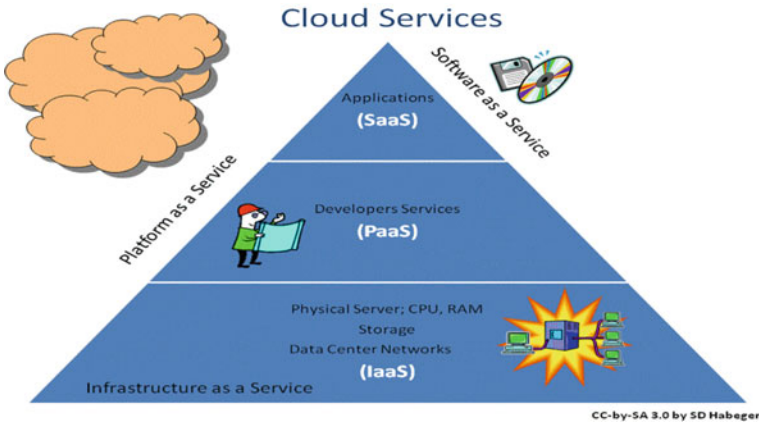 Cloud Services
Software as a Service
Applications
(SaaS)
Platform as a Service
Developers Services
(PaaS)
Physical Server; CPU, RAM
Storage
Data Center Networks
(IaaS)
Infrastructure as a Service
CC-by-SA 3.0 by SD Habeger